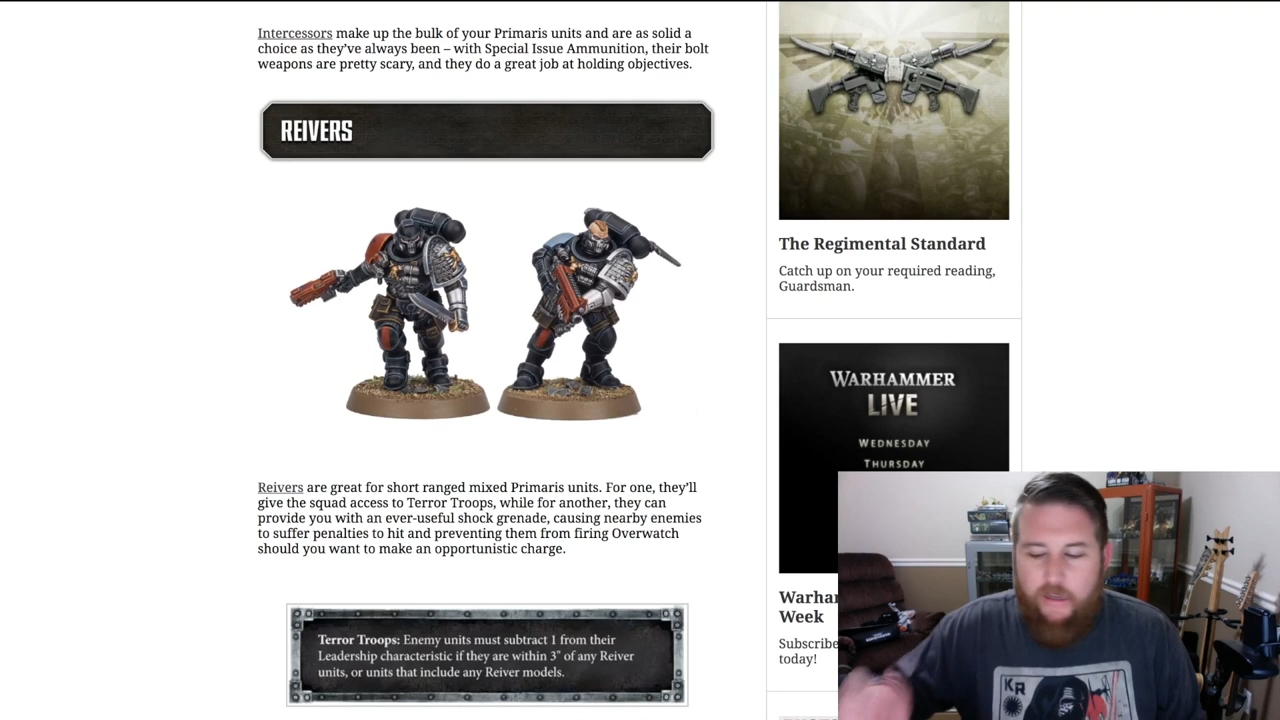 Intercessors make up the bulk of your Primaris units and are as solid a
choice as they've always been – with Special Issue Ammunition, their bolt
weapons are pretty scary, and they do a great job at holding objectives.
REIVERS
Reivers are great for short ranged mixed Primaris units. For one, they'll
give the squad access to Terror Troops, while for another, they can
provide you with an ever-useful shock grenade, causing nearby enemies
to suffer penalties to hit and preventing them from firing Overwatch
should you want to make an opportunistic charge.
Terror Troops: Enemy units must subtract 1 from their
Leadership characteristic if they are within 3" of any Reiver
units, or units that include any Reiver models.
The Regimental Standard
Catch up on your required reading,
Guardsman.
WARHAMMER
LIVE
WEDNESDAY
THURSDAY
Week
Subscribe
today!
KR